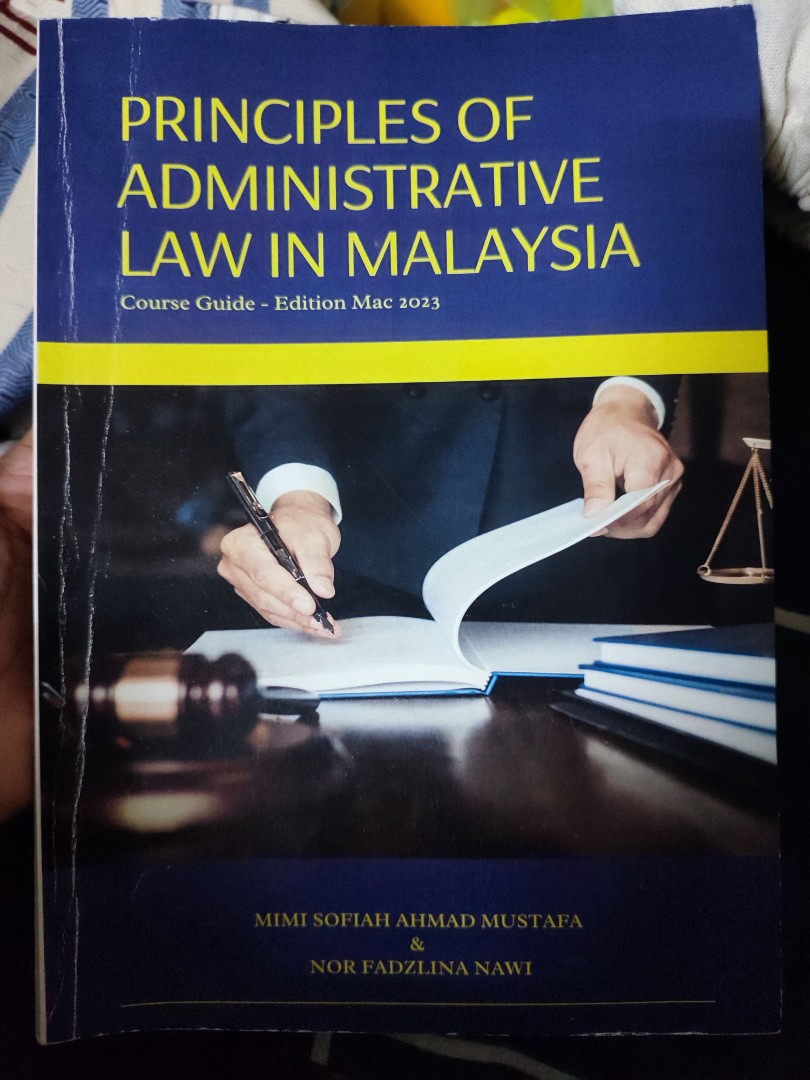 PRINCIPLES OF
ADMINISTRATIVE
LAW IN MALAYSIA
Course Guide - Edition Mac 2023
MIMI SOFIAH AHMAD MUSTAFA
&
NOR FADZLINA NAWI